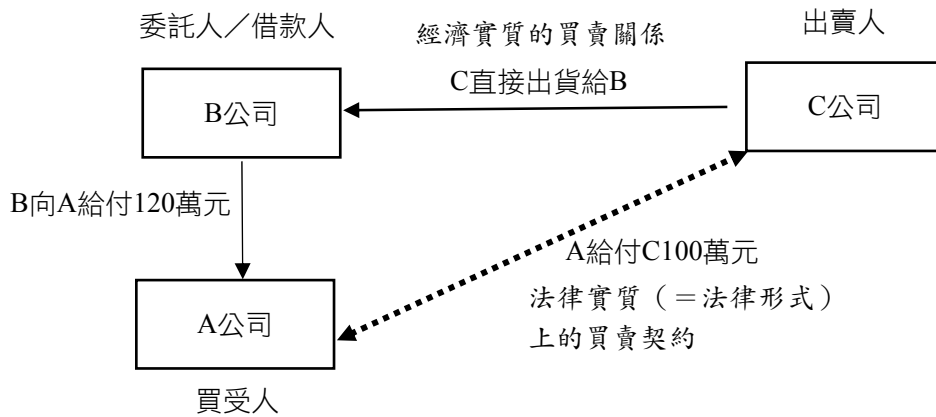 委託人／借款人
出賣人
經濟實質的買賣關係
C直接出貨給B
B公司
C公司
B向A給付120萬元
A給付C100萬元
法律實質（＝法律形式）
上的買賣契約
A公司
買受人